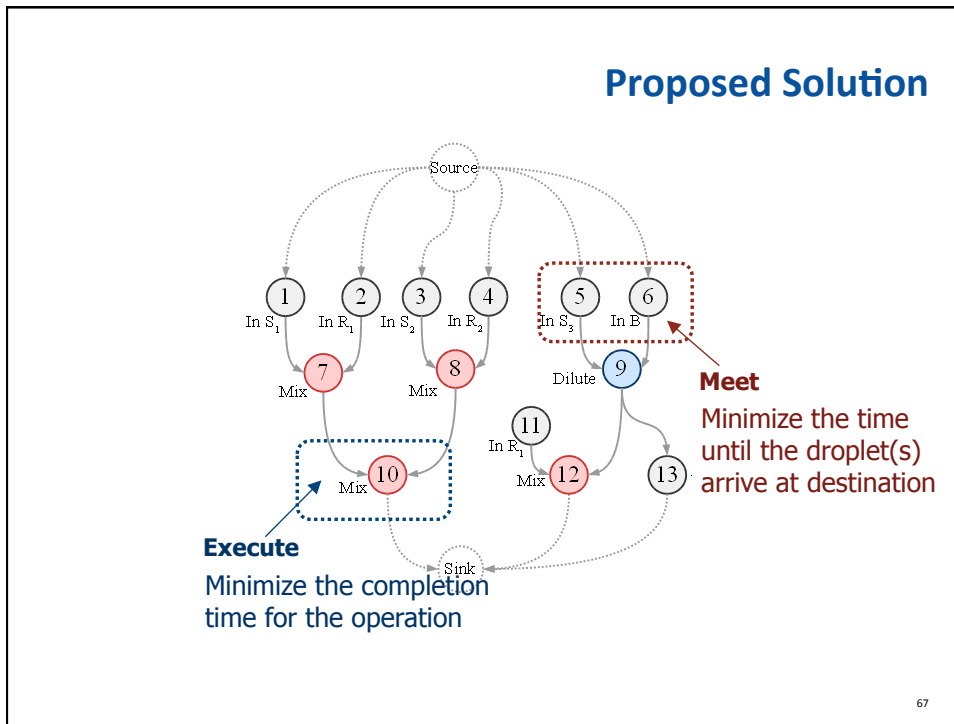 Proposed Solution
Source
1
2
3
4
5
6
In S1
In R1
In S2
In R2
In S3
In B
7
8
9
Mix
Mix
Dilute
Meet
Minimize the time
until the droplet(s)
arrive at destination
11
In R1
10
12
13
Mix
Mix
Execute
Minimize the completion
time for the operation
Sink
67